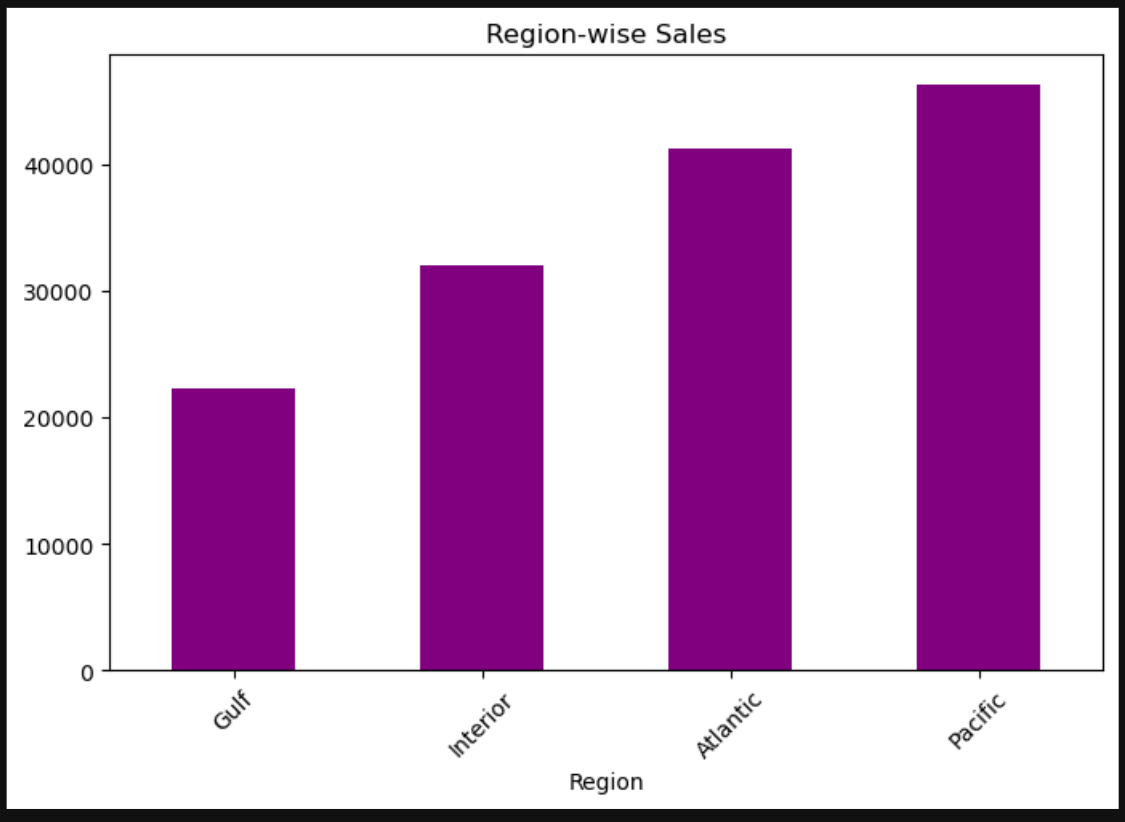 Region-wise Sales
40000
30000
20000
10000
0
Gulf
Interior
Atlantic
Pacific
Region